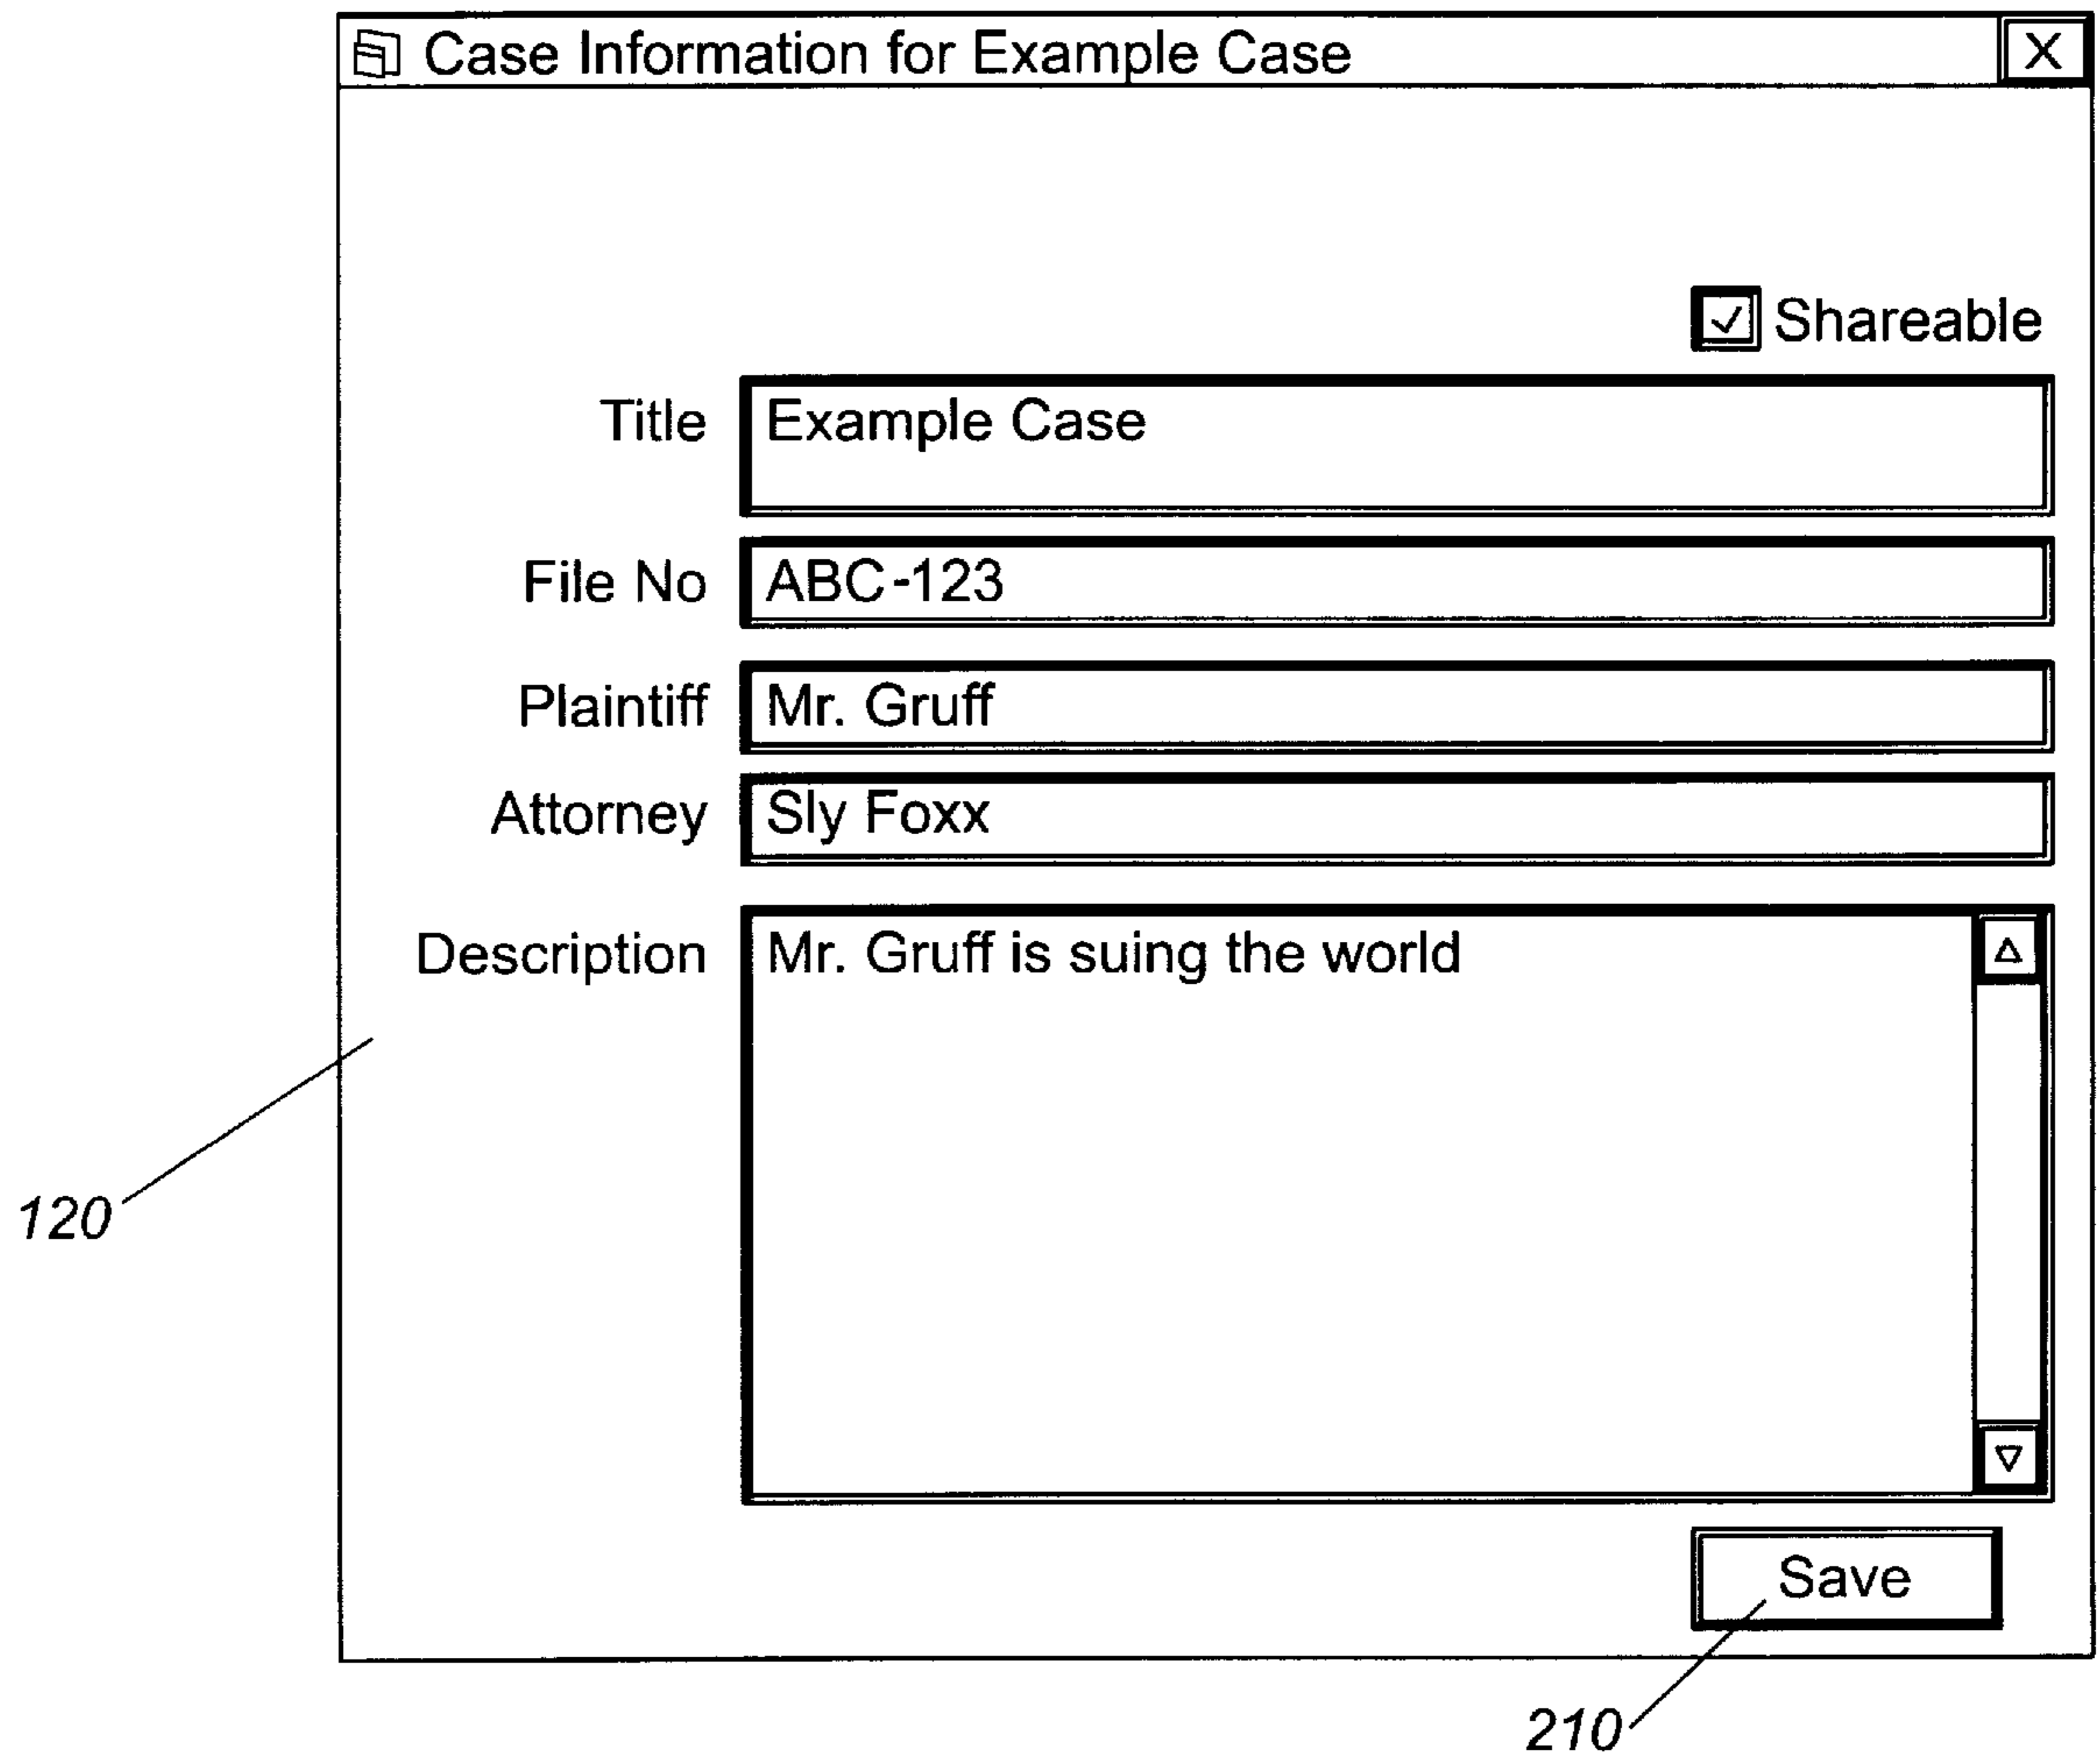 Case Information for Example Case X
Shareable
Title Example Case
File No ABC-123
Plaintiff Mr. Gruff
Attorney Sly Foxx
Description Mr. Gruff is suing the world
120
Save
210